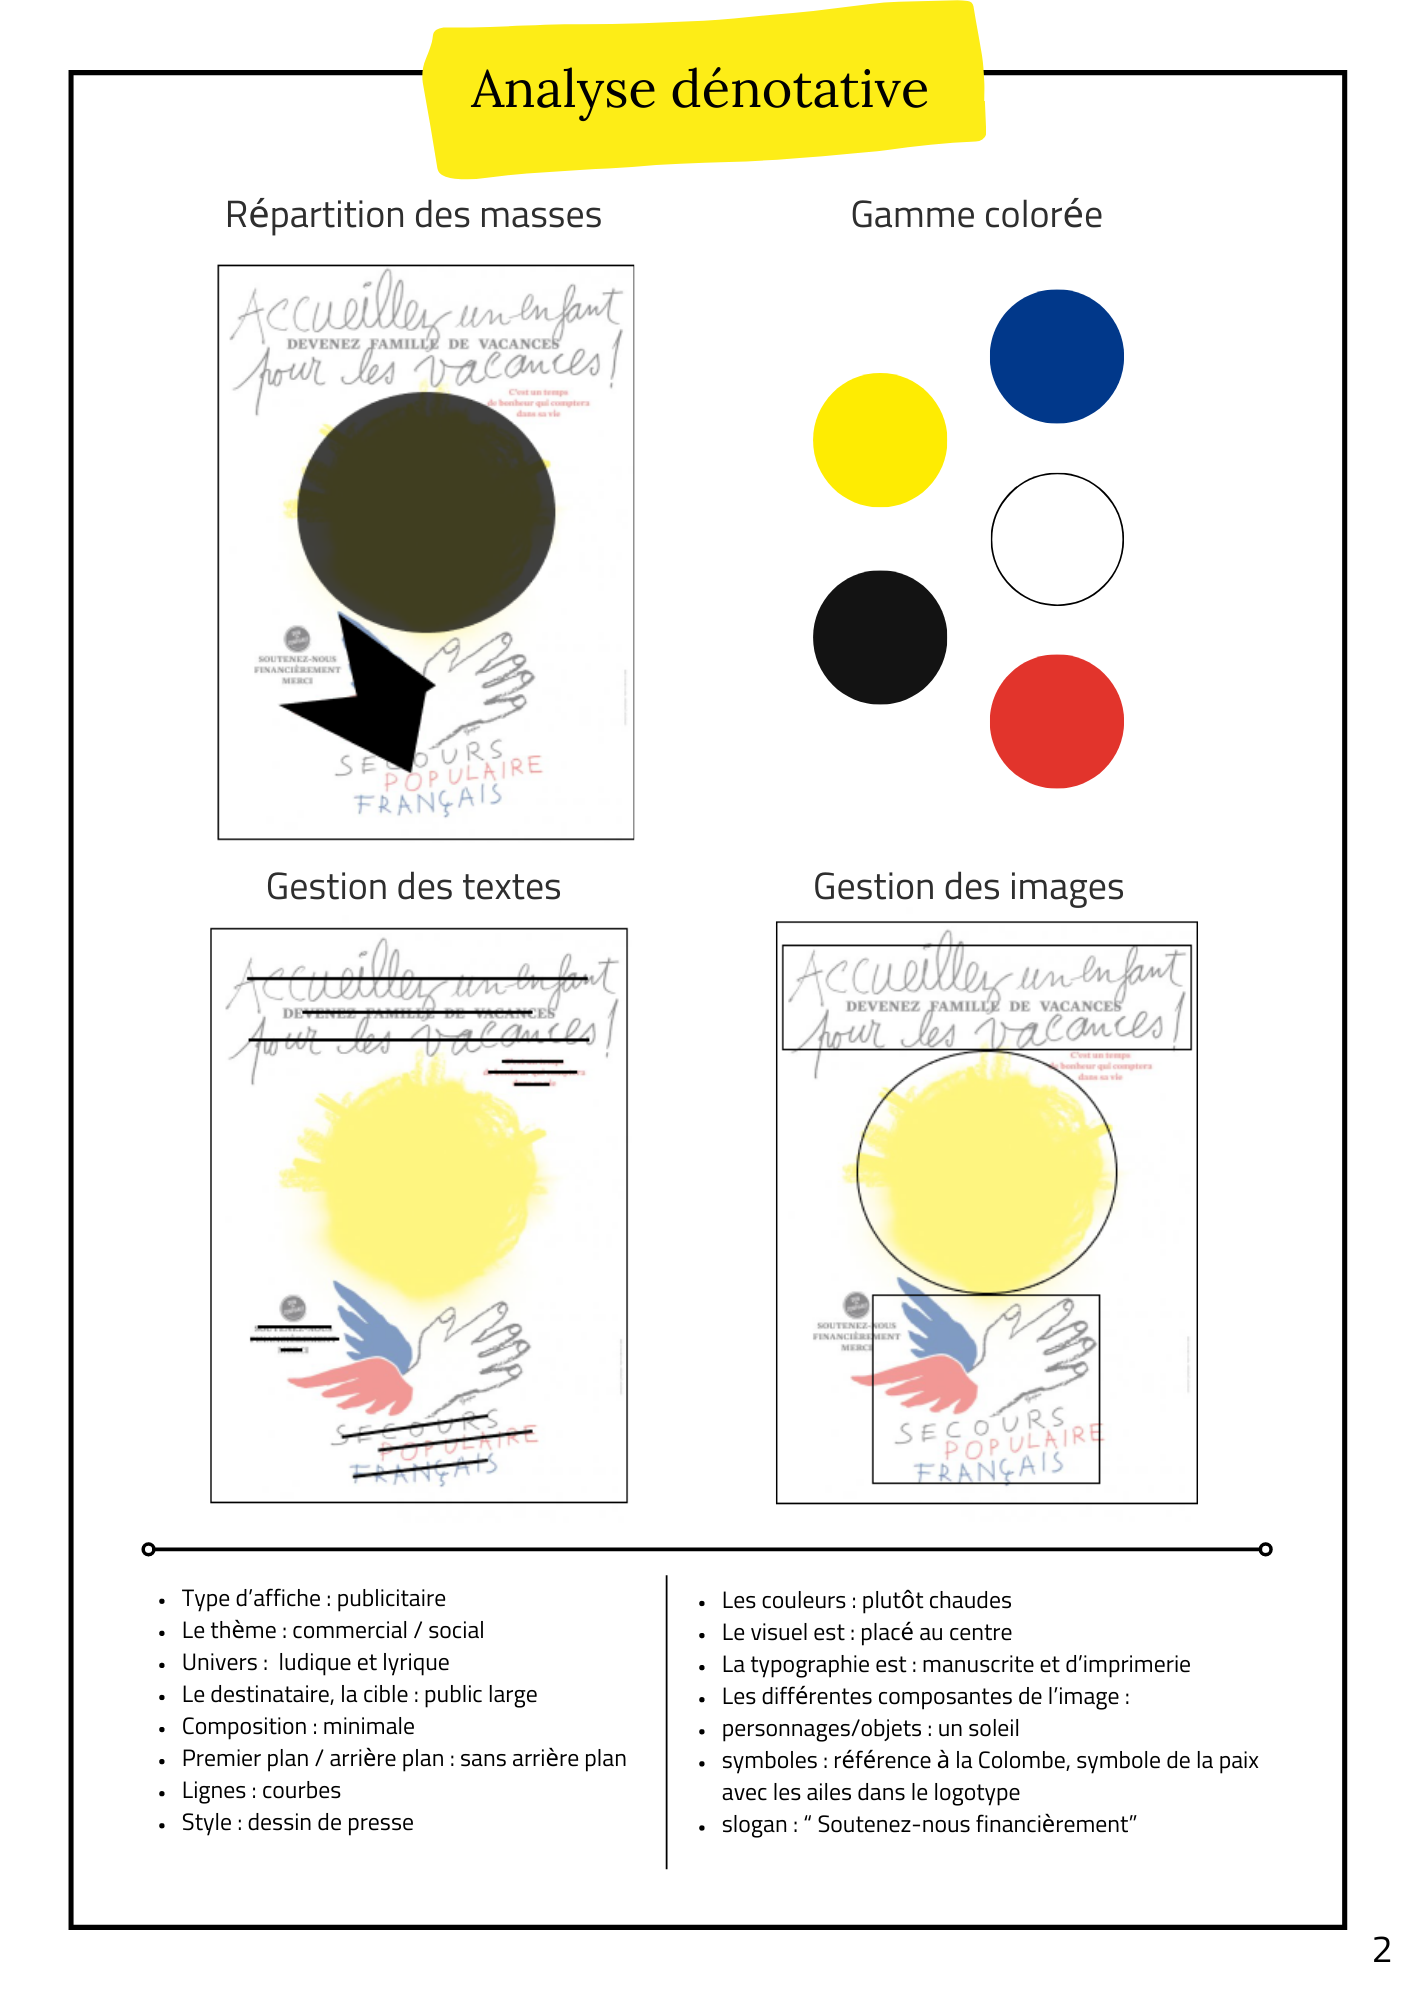 Analyse dénotative
Répartition des masses
Accueillez un enfant
DEVENEZ FAMILLE DE VACANCES
pour les vacances !
C'est un temps
de bonheur qui comptera
dans sa vie
SOUTENEZ-NOUS
FINANCIÈREMENT
MERCI
SECOURS
POPULAIRE
FRANÇAIS
Gamme colorée
Gestion des textes
Accueillez un enfant
DEVENEZ FAMILLE DE VACANCES
pour les vacances !
SECOURS
POPULAIRE
FRANÇAIS
Gestion des images
Accueillez un enfant
DEVENEZ FAMILLE DE VACANCES
pour les vacances !
C'est un temps
de bonheur qui comptera
dans sa vie
SOUTENEZ-NOUS
FINANCIÈREMENT
MERCI
SECOURS
POPULAIRE
FRANÇAIS
• Type d'affiche : publicitaire
• Le thème : commercial / social
• Univers : ludique et lyrique
• Le destinataire, la cible : public large
• Composition : minimale
• Premier plan / arrière plan : sans arrière plan
• Lignes : courbes
• Style : dessin de presse
• Les couleurs : plutôt chaudes
• Le visuel est : placé au centre
• La typographie est : manuscrite et d'imprimerie
• Les différentes composantes de l'image :
• personnages/objets : un soleil
• symboles : référence à la Colombe, symbole de la paix
avec les ailes dans le logotype
• slogan : “ Soutenez-nous financièrement”
2